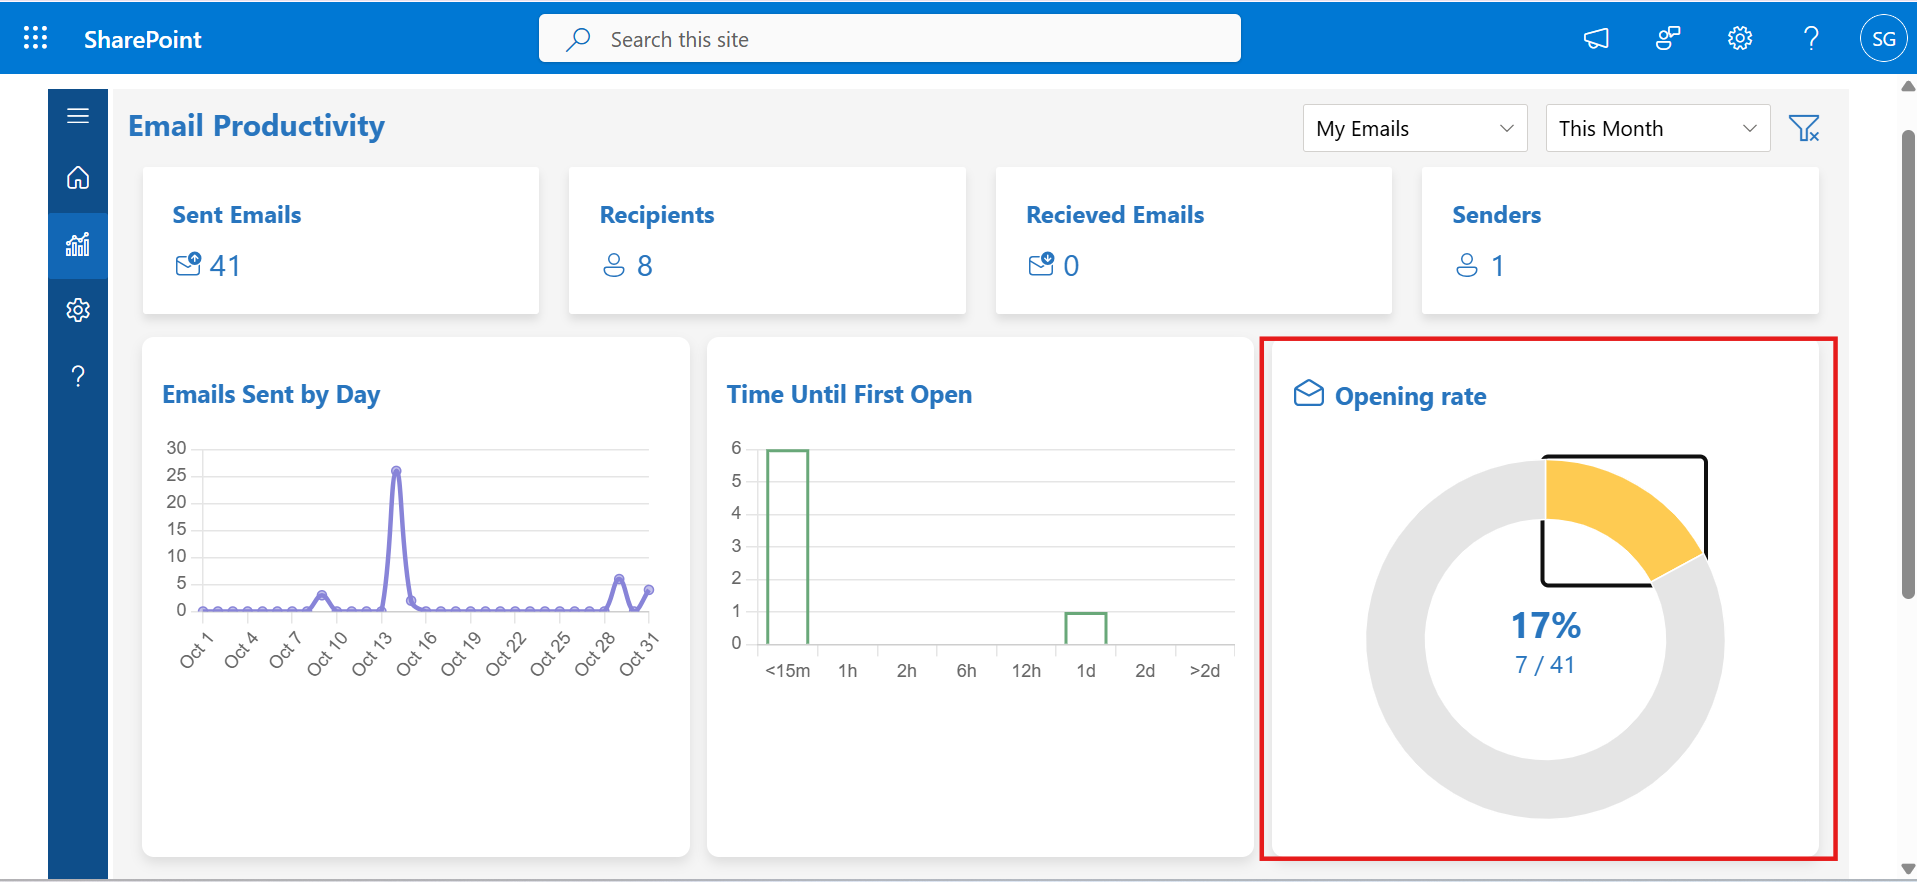 SharePoint
Search this site
?
SG
Email Productivity
My Emails
This Month
Sent Emails
41
Recipients
8
Recieved Emails
0
Senders
1
?
Emails Sent by Day
30
25
20
15
10
5
0
Oct 1
Oct 4
Oct 7
Oct 10
Oct 13
Oct 16
Oct 19
Oct 22
Oct 25
Oct 28
Oct 31
Time Until First Open
6
5
4
3
2
1
0
<15m
1h
2h
6h
12h
1d
2d
>2d
Opening rate
17%
7 / 41